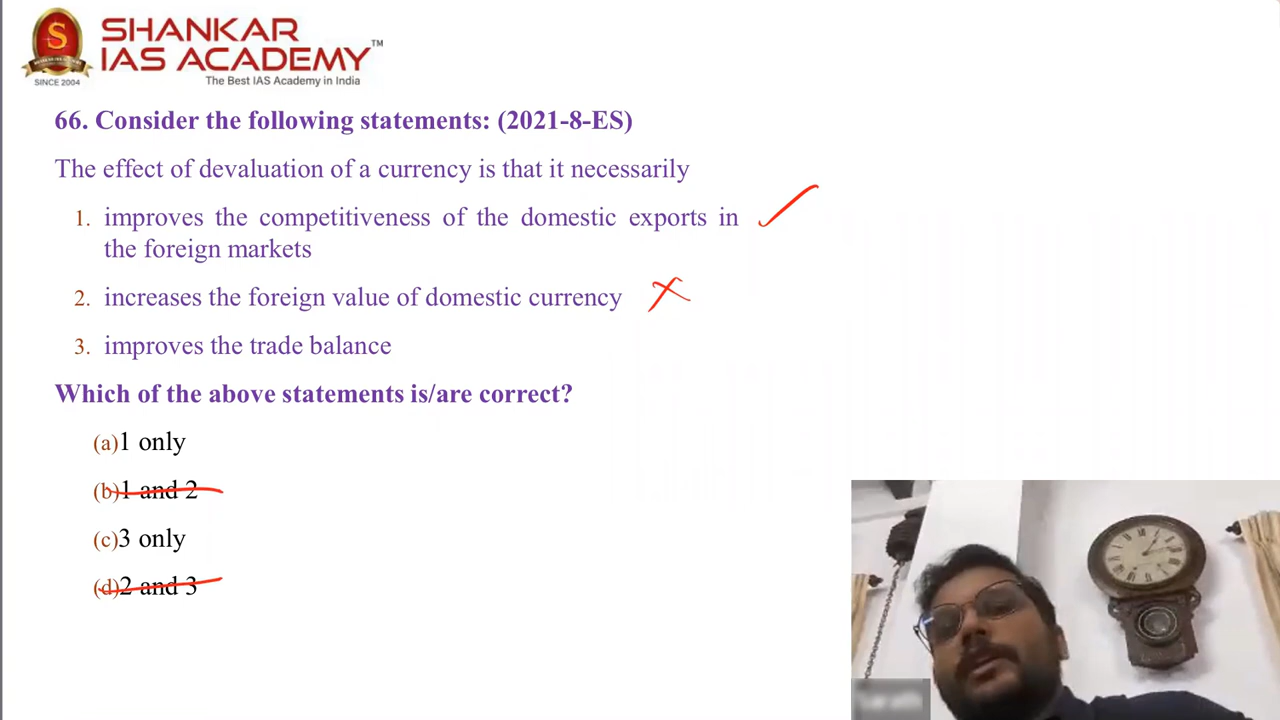 SHANKAR
IAS ACADEMY™
The Best IAS Academy in India
SINCE 2004
66. Consider the following statements: (2021-8-ES)
The effect of devaluation of a currency is that it necessarily
1. improves the competitiveness of the domestic exports in
the foreign markets
2. increases the foreign value of domestic currency
3. improves the trade balance
Which of the above statements is/are correct?
(a)1 only
(b)1 and 2
(c)3 only
(d)2 and 3